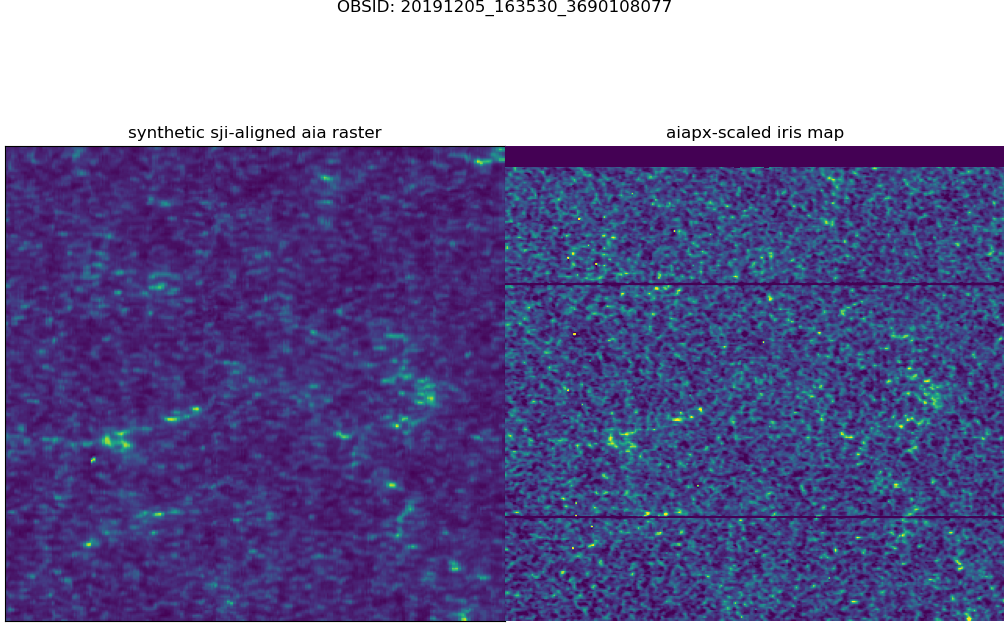 OBSID: 20191205_163530_3690108077
synthetic sji-aligned aia raster
aiapx-scaled iris map